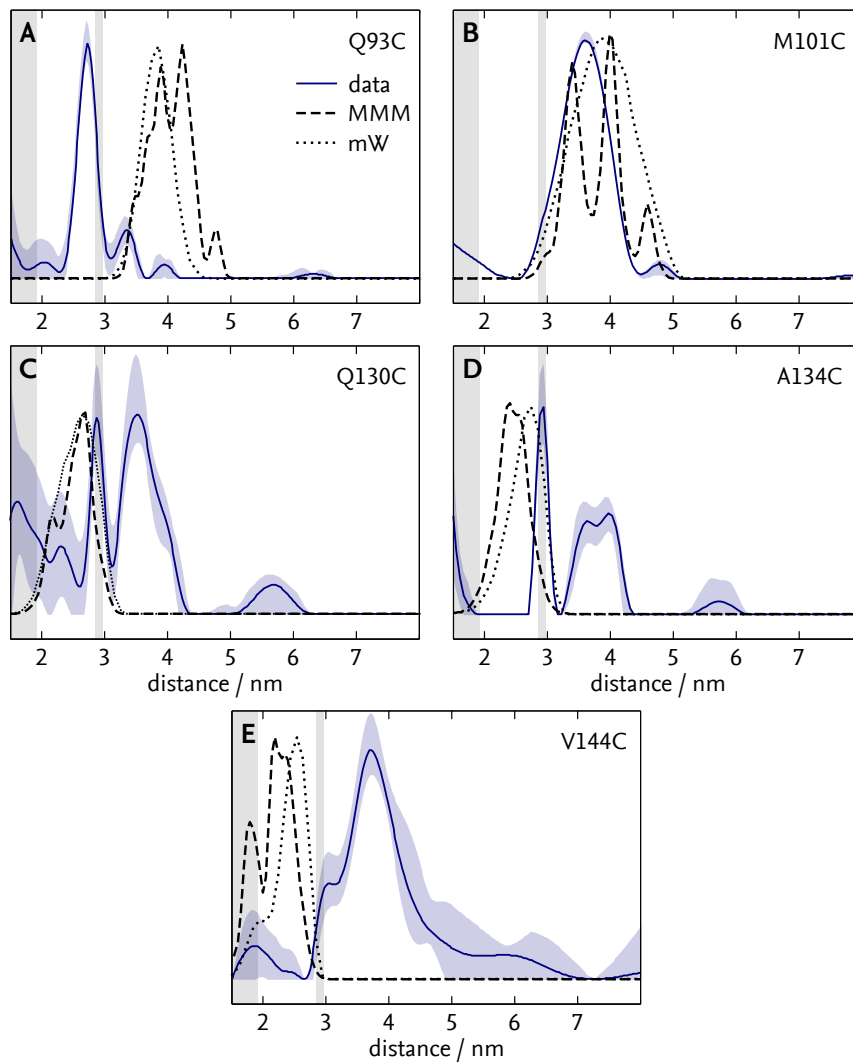 A Q93C
data
MMM
mW
2 3 4 5 6 7
B M101C
2 3 4 5 6 7
C Q130C
2 3 4 5 6 7
distance / nm
D A134C
2 3 4 5 6 7
distance / nm
E V144C
2 3 4 5 6 7
distance / nm